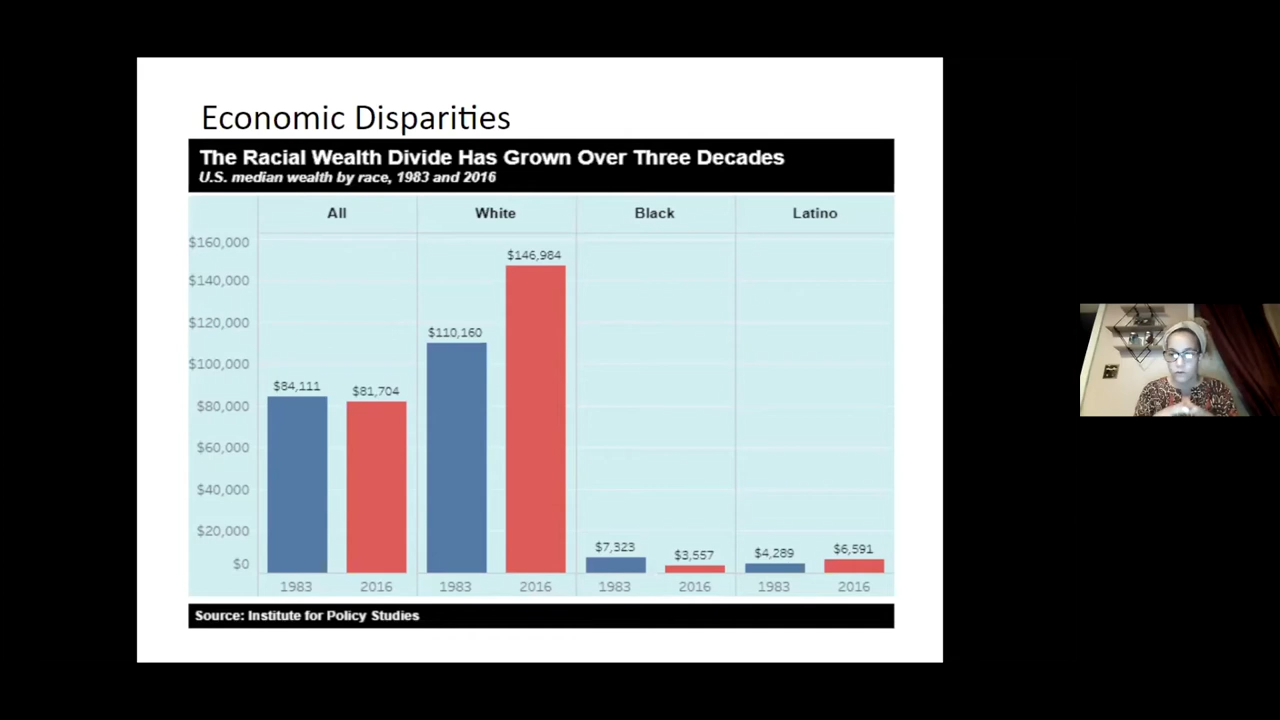 Economic Disparities
The Racial Wealth Divide Has Grown Over Three Decades
U.S. median wealth by race, 1983 and 2016
All White Black Latino
$160,000
$140,000
$120,000
$100,000
$80,000
$60,000
$40,000
$20,000
$0
$84,111 $81,704 $110,160 $146,984 $7,323 $3,557 $4,289 $6,591
1983 2016 1983 2016 1983 2016 1983 2016
Source: Institute for Policy Studies